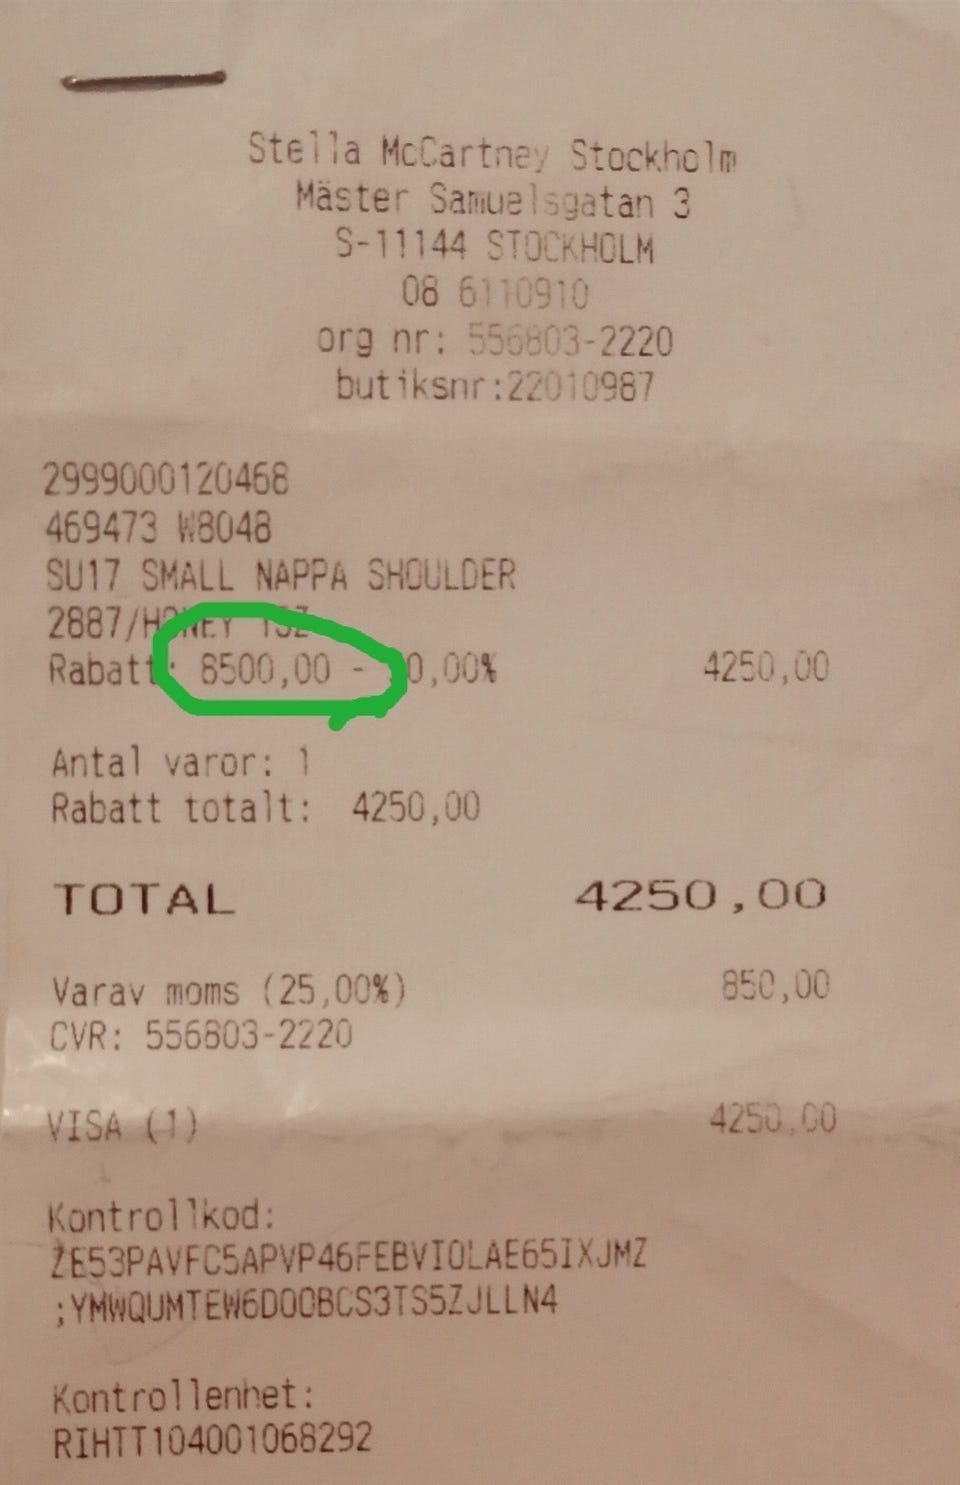 Stella McCartney Stockholm
Mäster Samuelsgatan 3
S-11144 STOCKHOLM
08 6110910
org nr: 556803-2220
butiksnr:22010987
2999000120468
469473 W8048
SU17 SMALL NAPPA SHOULDER
2887/HONEY
Rabatt: 8500,00 - 0,00% 4250,00
Antal varor: 1
Rabatt totalt: 4250,00
TOTAL 4250,00
Varav moms (25,00%) 850,00
CVR: 556803-2220
VISA (1) 4250,00
Kontrollkod:
ZE53PAVFC5APVP46FEBVIOLAE65IXJMZ
;YMWQUMTEW6DOOBCS3TS5ZJLLN4
Kontrollenhet:
RIHTT104001068292